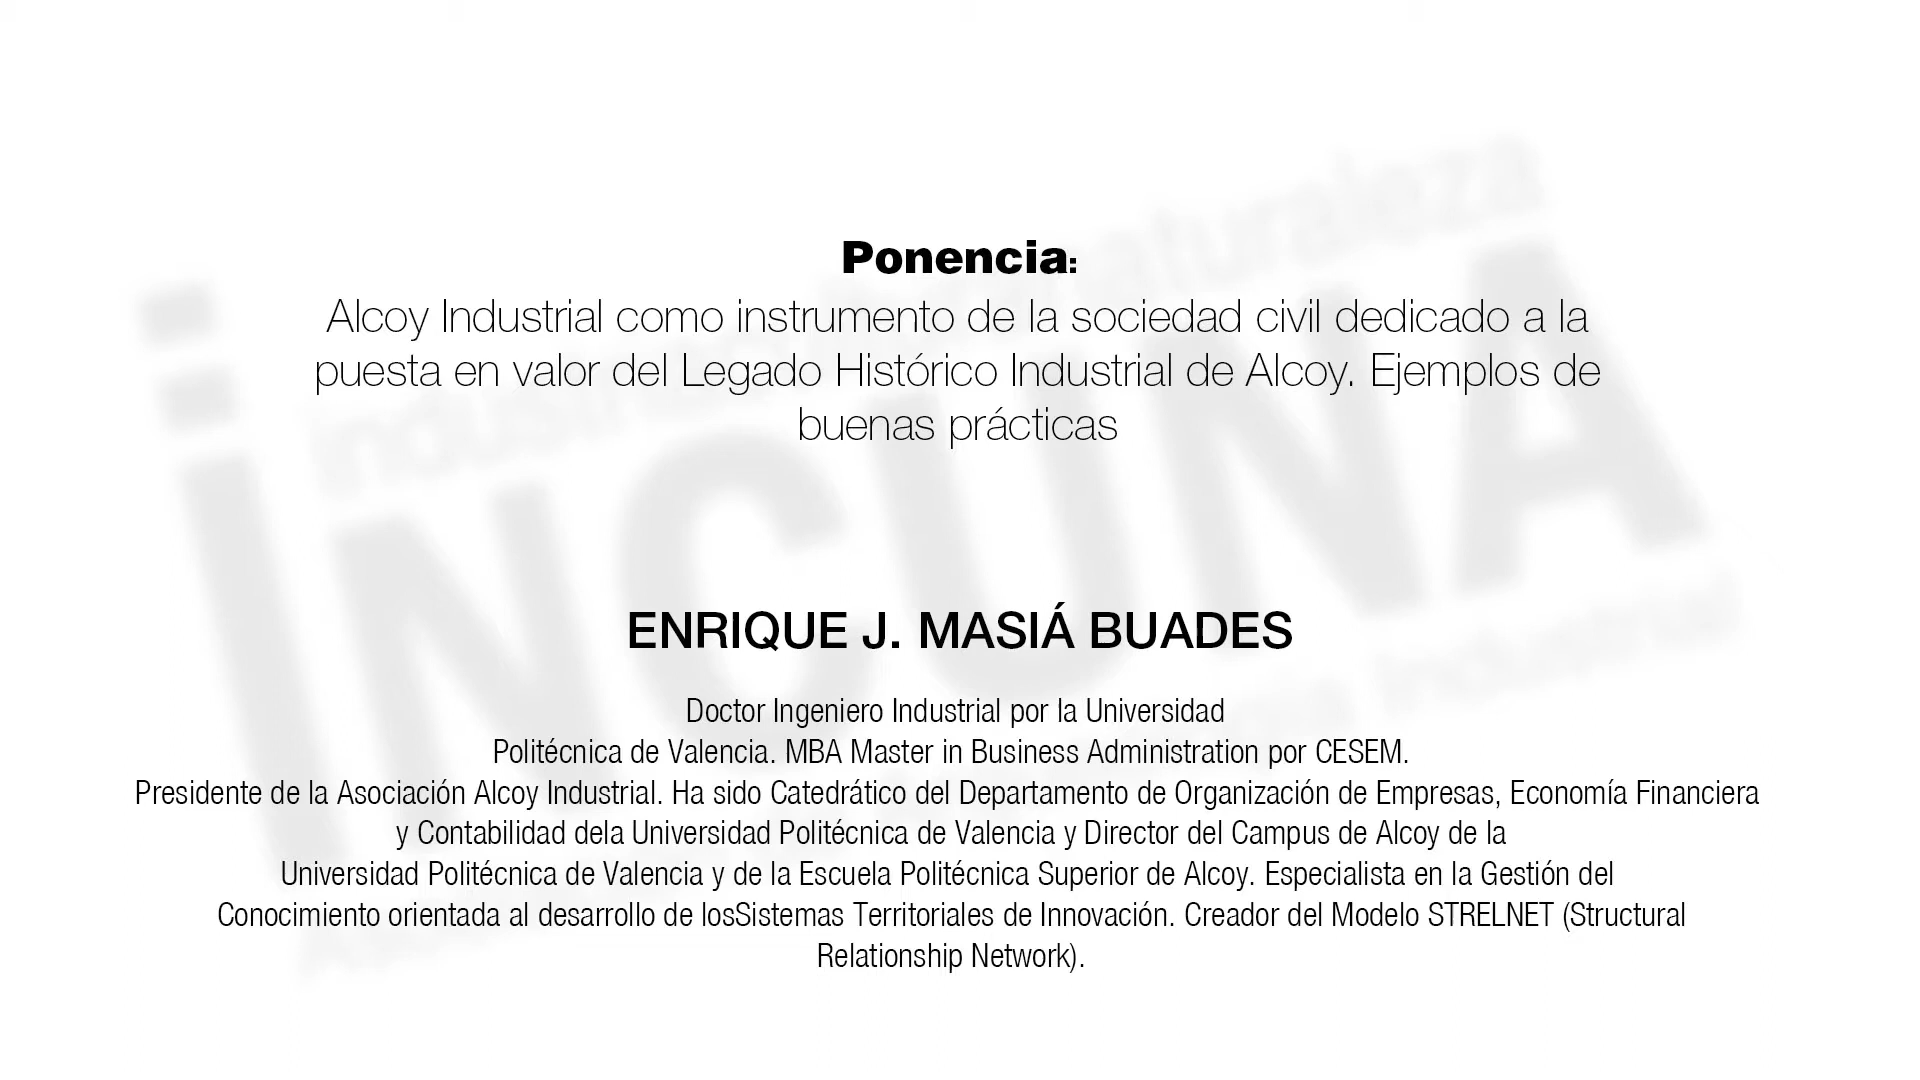 Ponencia:
Alcoy Industrial como instrumento de la sociedad civil dedicado a la
puesta en valor del Legado Histórico Industrial de Alcoy. Ejemplos de
buenas prácticas
industria naturaleza
INCUNA
industrial
ENRIQUE J. MASIÁ BUADES
Doctor Ingeniero Industrial por la Universidad
Politécnica de Valencia. MBA Master in Business Administration por CESEM.
Presidente de la Asociación Alcoy Industrial. Ha sido Catedrático del Departamento de Organización de Empresas, Economía Financiera
y Contabilidad dela Universidad Politécnica de Valencia y Director del Campus de Alcoy de la
Universidad Politécnica de Valencia y de la Escuela Politécnica Superior de Alcoy. Especialista en la Gestión del
Conocimiento orientada al desarrollo de losSistemas Territoriales de Innovación. Creador del Modelo STRELNET (Structural
Relationship Network).